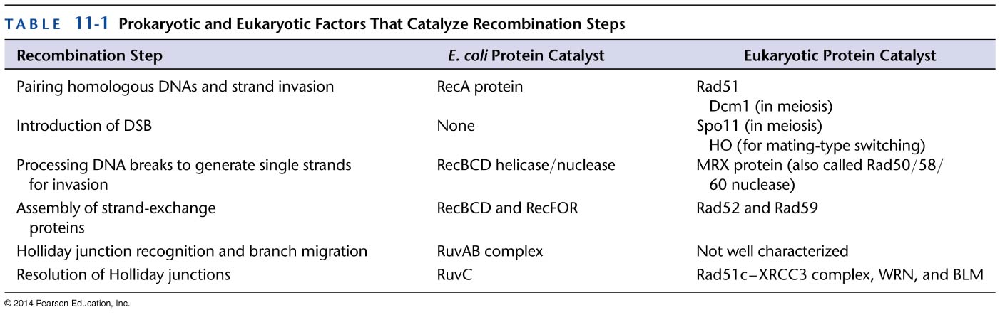 TABLE 11-1 Prokaryotic and Eukaryotic Factors That Catalyze Recombination Steps
Recombination Step E. coli Protein Catalyst Eukaryotic Protein Catalyst
Pairing homologous DNAs and strand invasion RecA protein Rad51
Dcm1 (in meiosis)
Introduction of DSB None Spo11 (in meiosis)
HO (for mating-type switching)
Processing DNA breaks to generate single strands RecBCD helicase/nuclease MRX protein (also called Rad50/58/
for invasion 60 nuclease)
Assembly of strand-exchange RecBCD and RecFOR Rad52 and Rad59
proteins
Holliday junction recognition and branch migration RuvAB complex Not well characterized
Resolution of Holliday junctions RuvC Rad51c–XRCC3 complex, WRN, and BLM
© 2014 Pearson Education, Inc.